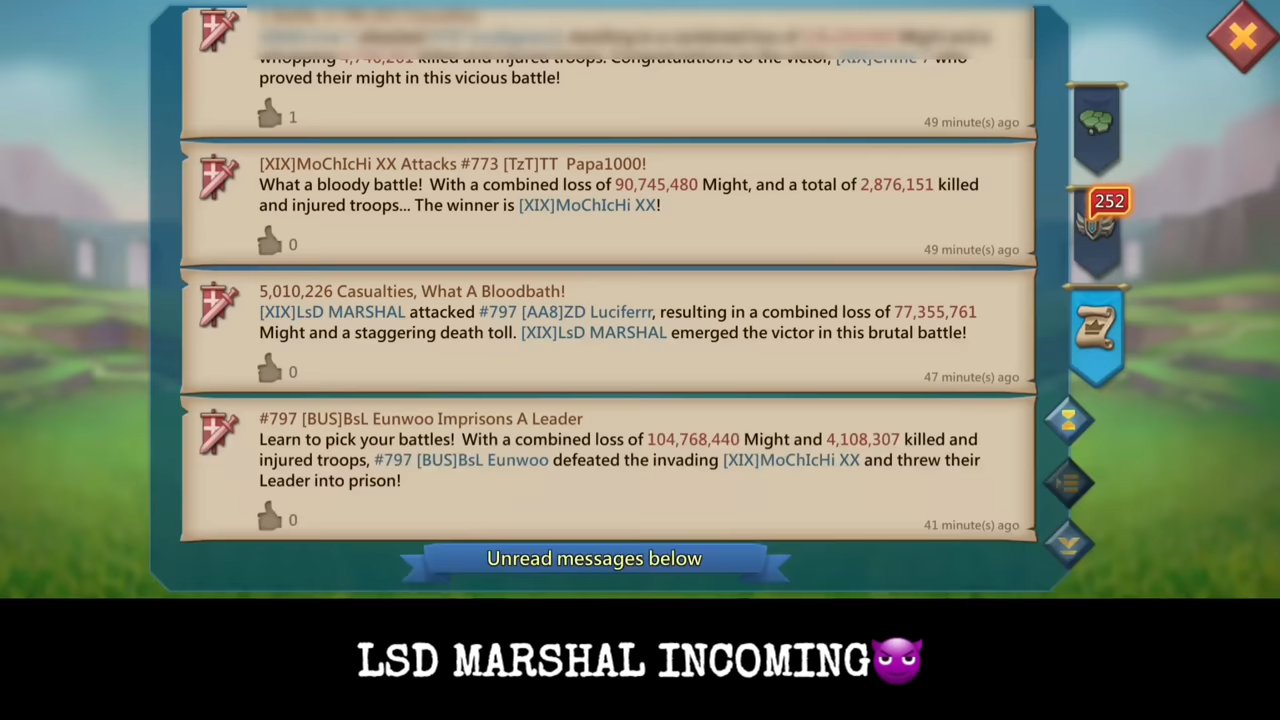 killed and injured troops. Congratulations to the victor, [XIX]Crime 7 who
proved their might in this vicious battle!
1
49 minute(s) ago
[XIX]MoChIcHi XX Attacks #773 [TzT]TT Papa1000!
What a bloody battle! With a combined loss of 90,745,480 Might, and a total of 2,876,151 killed
and injured troops... The winner is [XIX]MoChIcHi XX!
0
49 minute(s) ago
252
5,010,226 Casualties, What A Bloodbath!
[XIX]LsD MARSHAL attacked #797 [AA8]ZD Luciferrr, resulting in a combined loss of 77,355,761
Might and a staggering death toll. [XIX]LsD MARSHAL emerged the victor in this brutal battle!
0
47 minute(s) ago
#797 [BUS]BsL Eunwoo Imprisons A Leader
Learn to pick your battles! With a combined loss of 104,768,440 Might and 4,108,307 killed and
injured troops, #797 [BUS]BsL Eunwoo defeated the invading [XIX]MoChIcHi XX and threw their
Leader into prison!
0
41 minute(s) ago
Unread messages below
LSD MARSHAL INCOMING😈